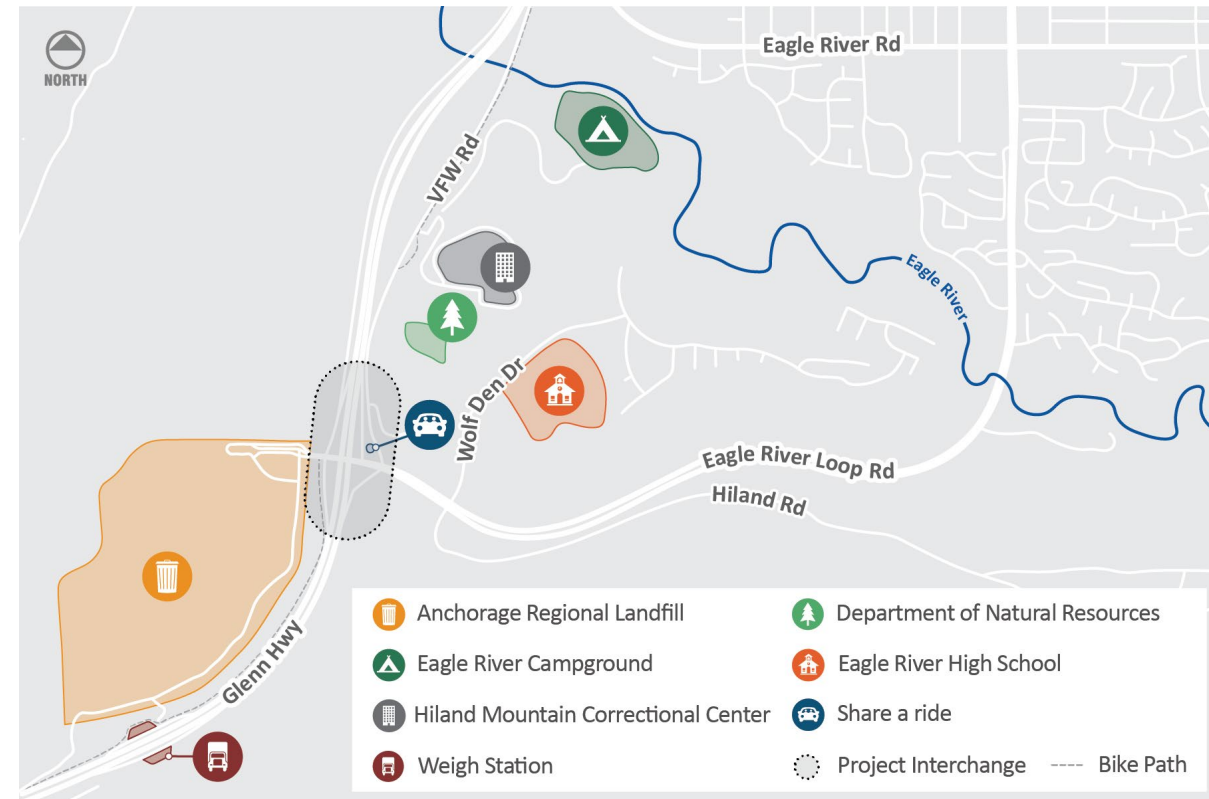 NORTH
Eagle River Rd
VFW Rd
Eagle River
Wolf Den Dr
Eagle River Loop Rd
Hiland Rd
Glenn Hwy
Anchorage Regional Landfill
Department of Natural Resources
Eagle River Campground
Eagle River High School
Hiland Mountain Correctional Center
Share a ride
Weigh Station
Project Interchange
Bike Path